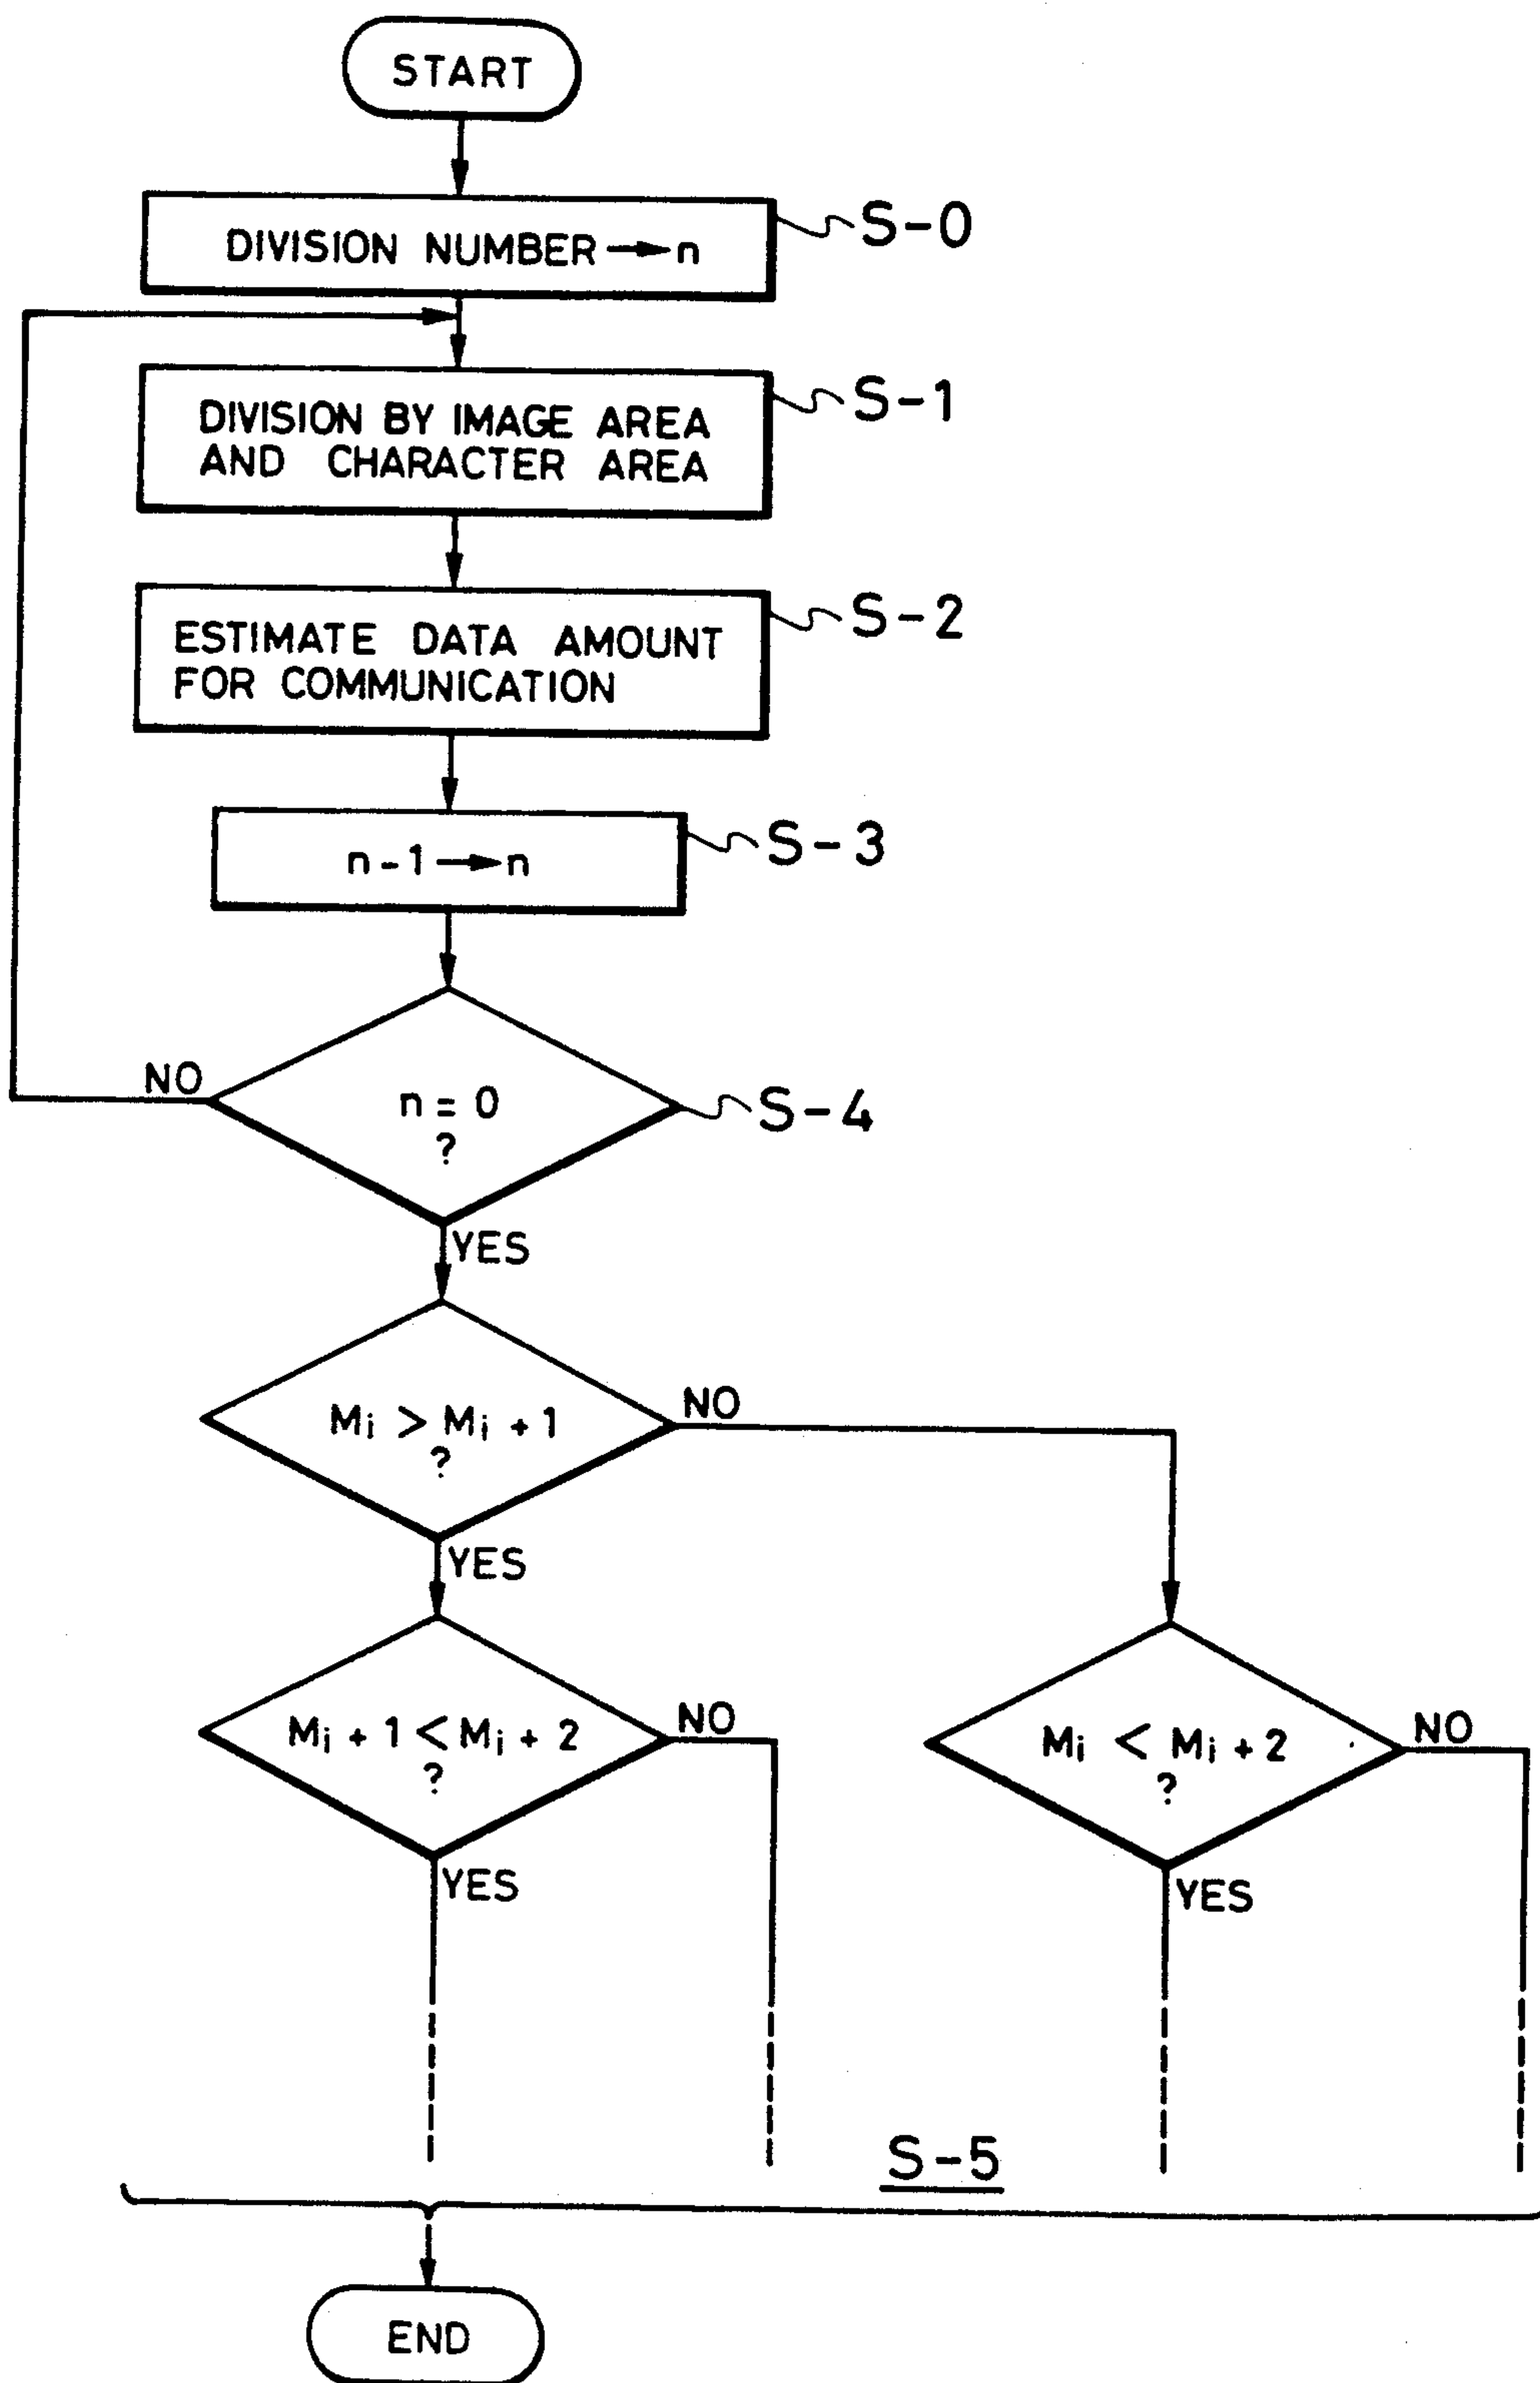 START
DIVISION NUMBER → n
S-0
DIVISION BY IMAGE AREA
AND CHARACTER AREA
S-1
ESTIMATE DATA AMOUNT
FOR COMMUNICATION
S-2
n-1 → n
S-3
NO
n = 0
?
S-4
YES
Mi > Mi + 1
?
NO
YES
Mi + 1 < Mi + 2
?
NO
YES
Mi < Mi + 2
?
NO
YES
S-5
END